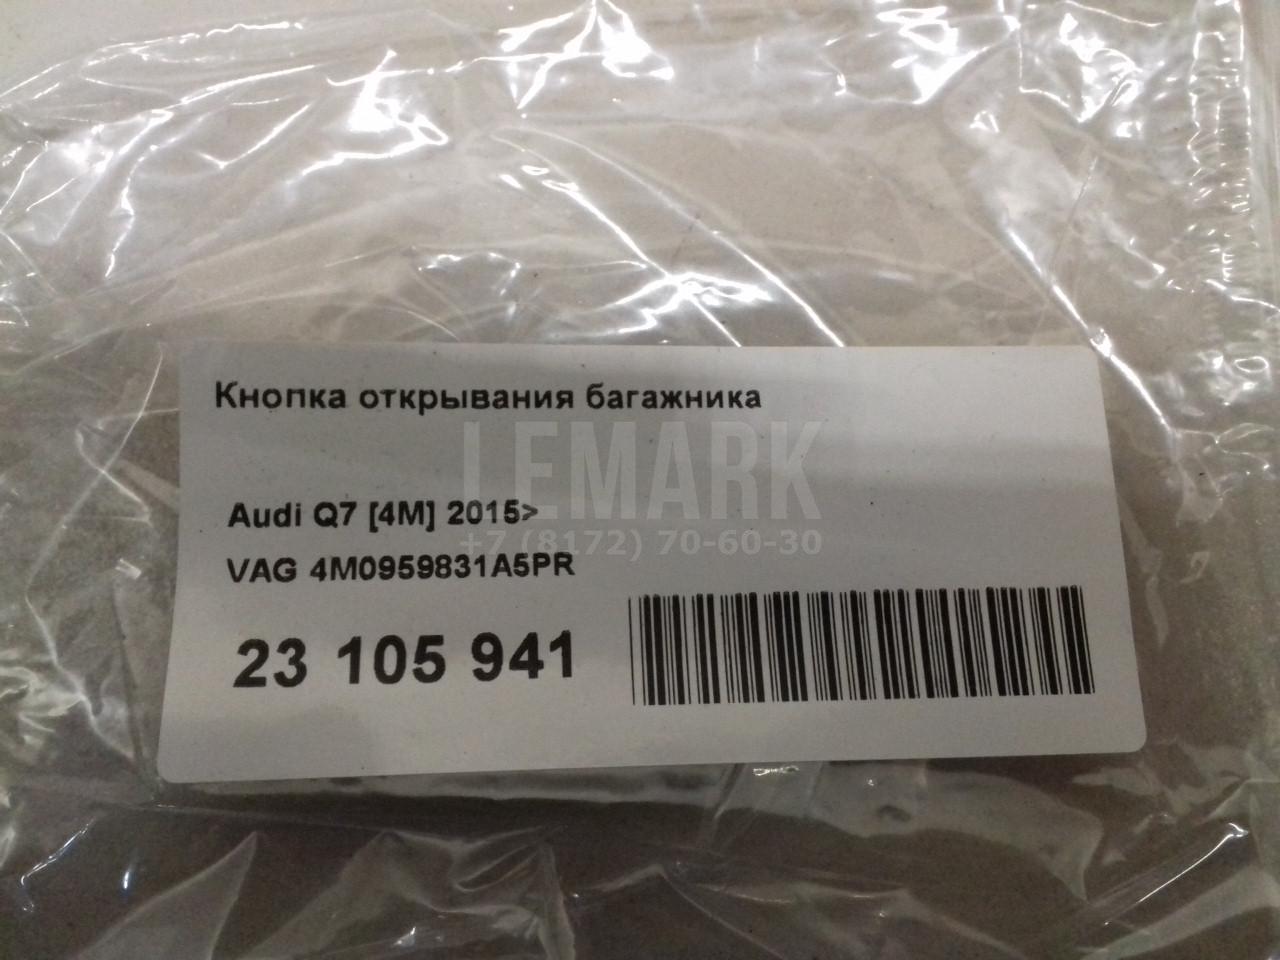 Кнопка открывания багажника
LEMARK
Audi Q7 [4M] 2015>
+7 (8172) 70-60-30
VAG 4M0959831A5PR
23 105 941